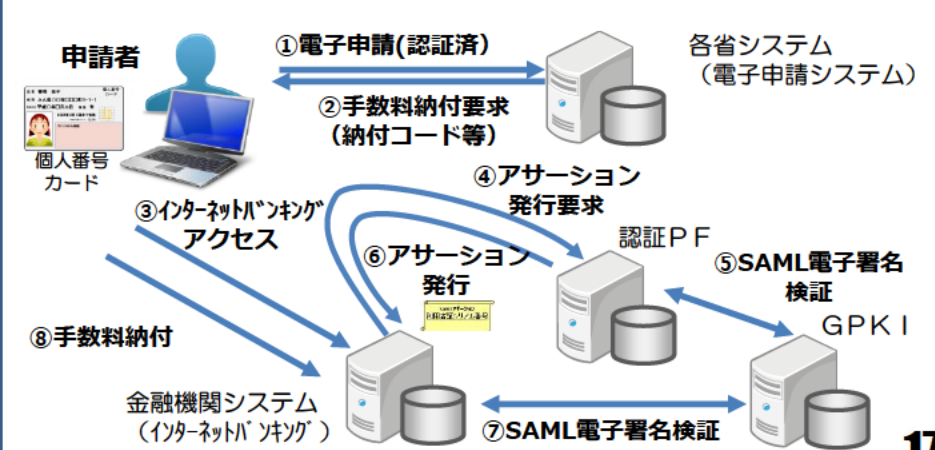 申請者
個人番号
カード
①電子申請(認証済)
②手数料納付要求
(納付コード等)
各省システム
(電子申請システム)
③ｲﾝﾀｰﾈｯﾄﾊﾞﾝｷﾝｸﾞ
アクセス
④アサーション
発行要求
認証ＰＦ
⑤SAML電子署名
検証
⑥アサーション
発行
ＧＰＫＩ
⑧手数料納付
金融機関システム
(ｲﾝﾀｰﾈｯﾄﾊﾞﾝｷﾝｸﾞ)
⑦SAML電子署名検証
17